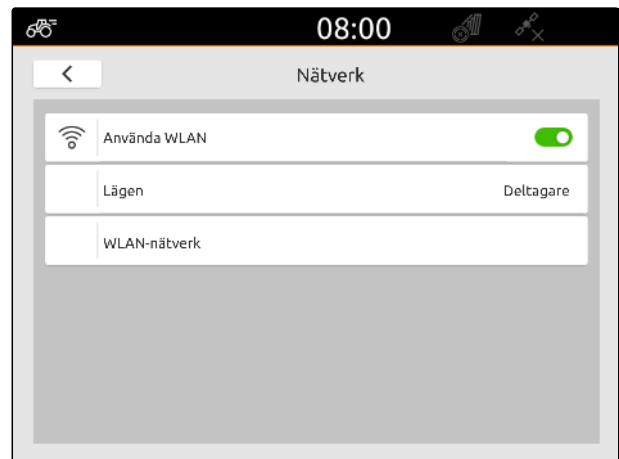 08:00
Nätverk
Använda WLAN
Lägen Deltagare
WLAN-nätverk